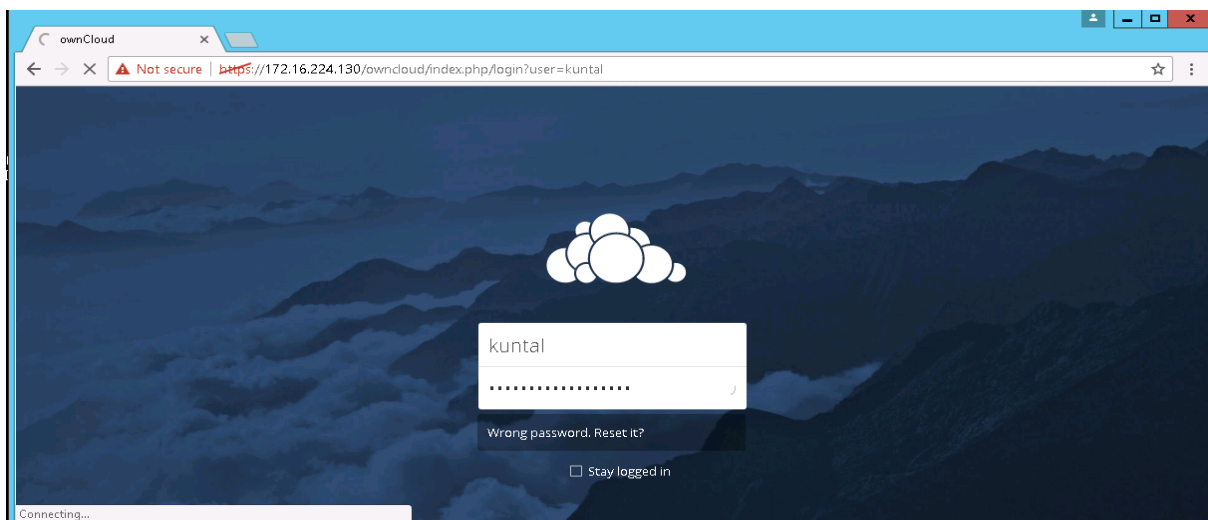 ownCloud
Not secure | https://172.16.224.130/owncloud/index.php/login?user=kuntal
kuntal
Wrong password. Reset it?
Stay logged in
Connecting...